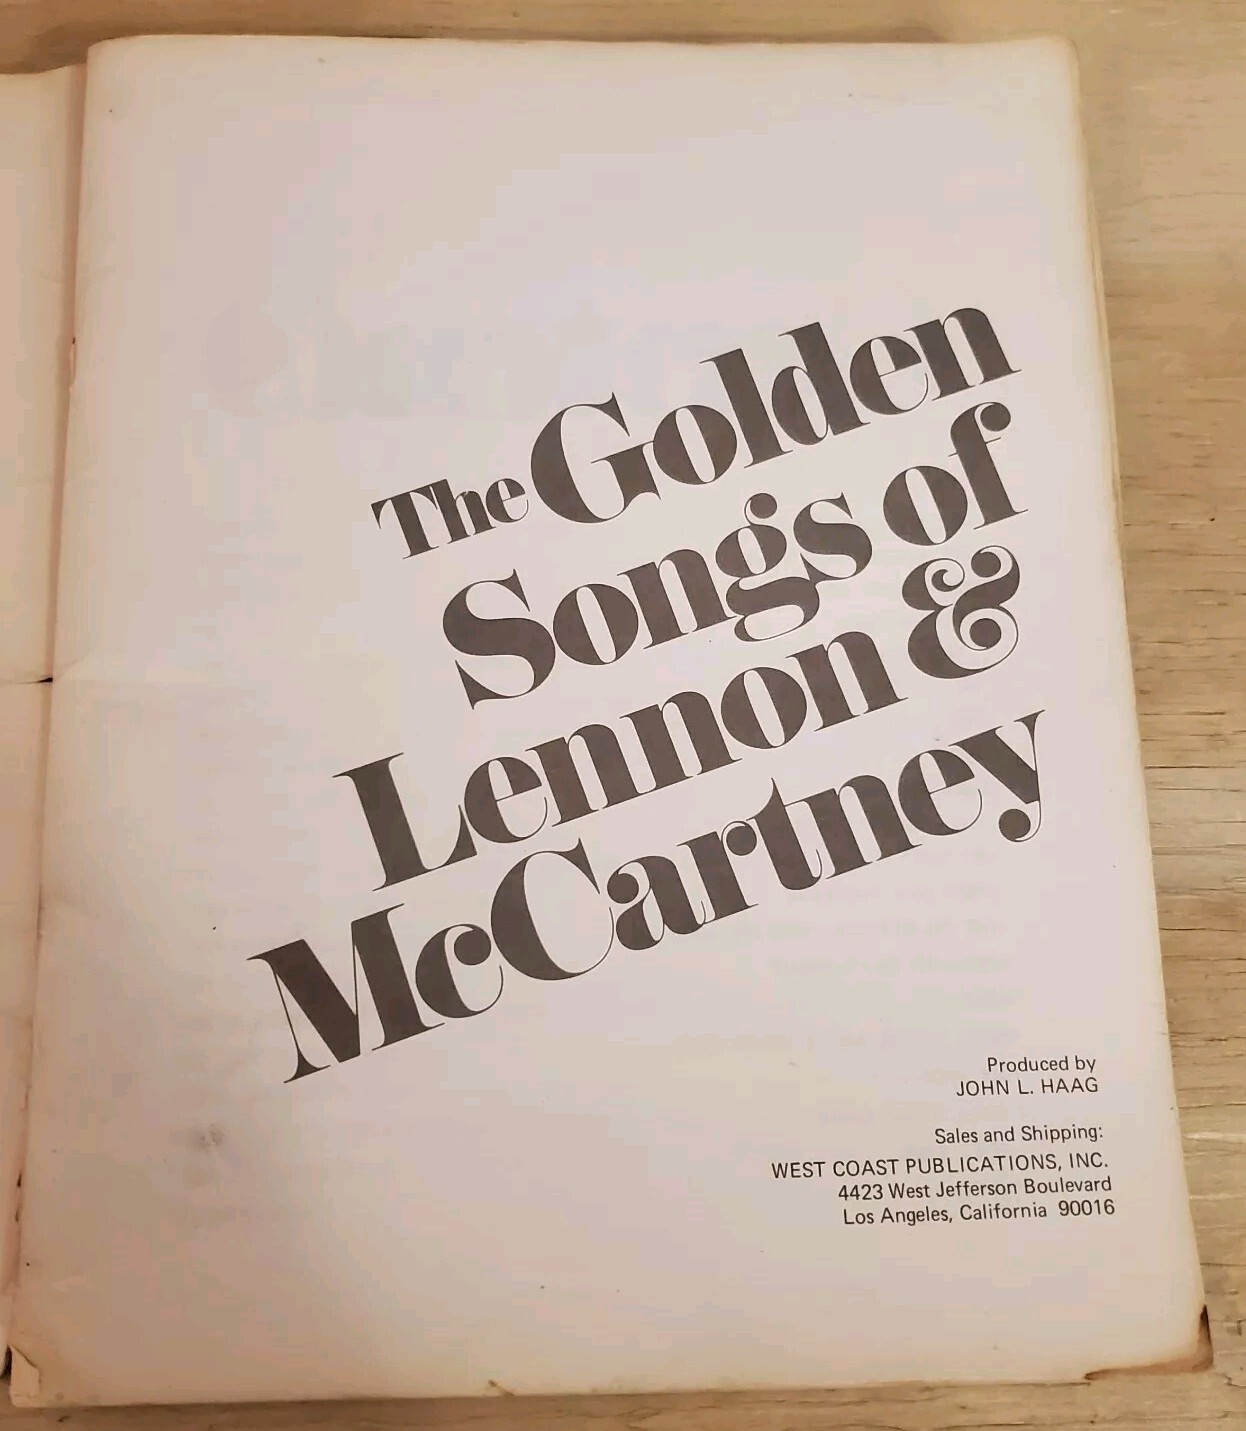 The Golden
Songs of
Lennon &
McCartney
Produced by
JOHN L. HAAG
Sales and Shipping:
WEST COAST PUBLICATIONS, INC.
4423 West Jefferson Boulevard
Los Angeles, California 90016